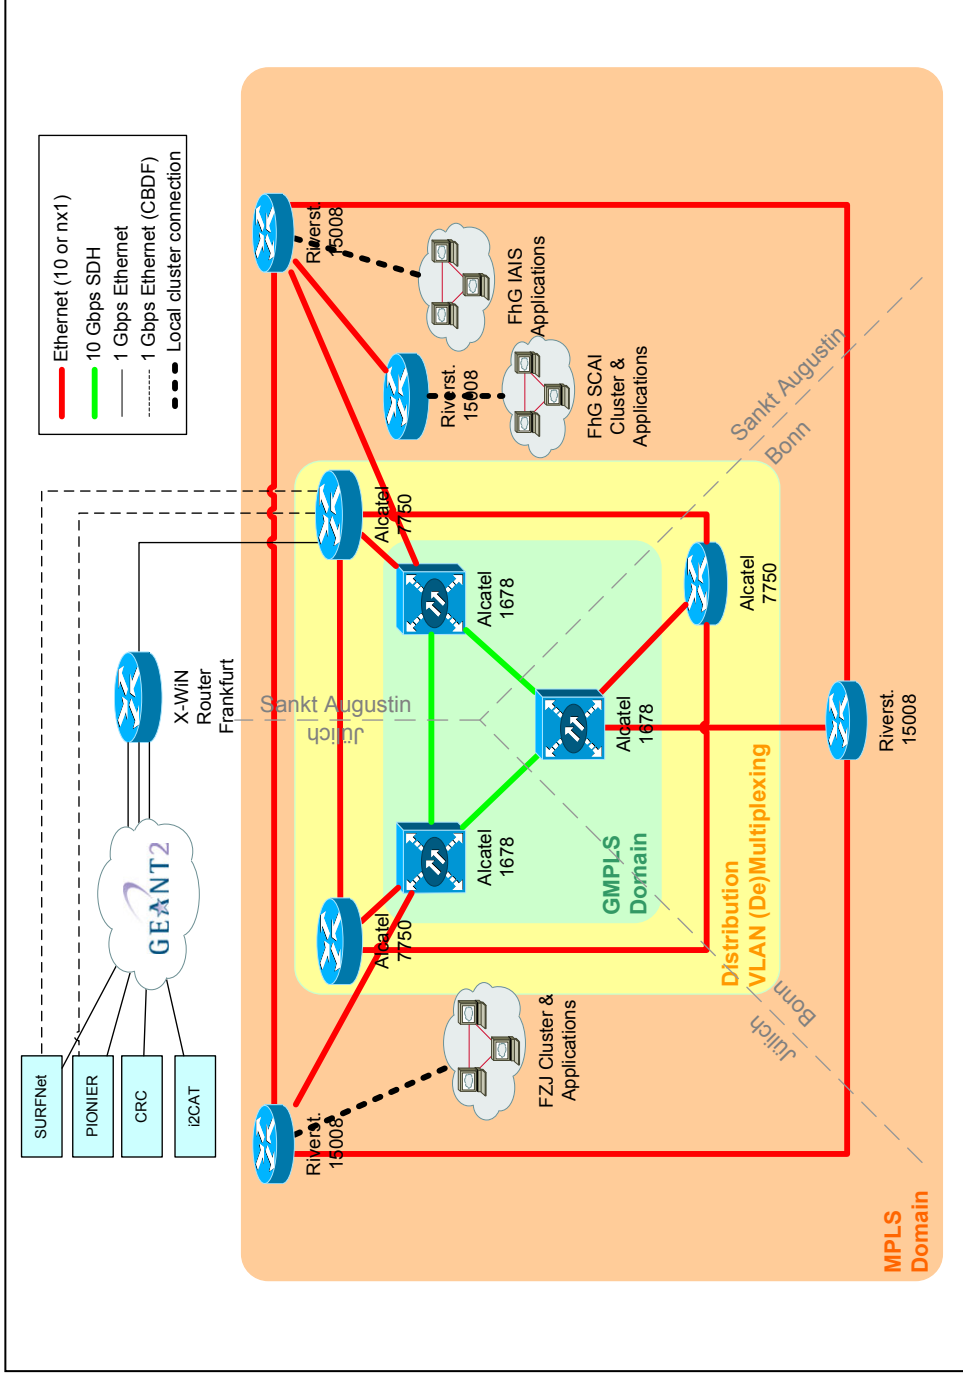 SURFNet
PIONIER
CRC
i2CAT
GEANT2
X-WiN
Router
Frankfurt
Ethernet (10 or nx1)
10 Gbps SDH
1 Gbps Ethernet
1 Gbps Ethernet (CBDF)
Local cluster connection
Riverst.
15008
Riverst.
15008
Riverst.
15008
Riverst.
15008
Alcatel
7750
Alcatel
7750
Alcatel
7750
Alcatel
1678
Alcatel
1678
Alcatel
1678
FZJ Cluster &
Applications
FhG SCAI
Cluster &
Applications
FhG IAIS
Applications
Sankt Augustin
Jülich
Sankt Augustin
Bonn
Jülich
Bonn
GMPLS
Domain
Distribution
VLAN (De)Multiplexing
MPLS
Domain